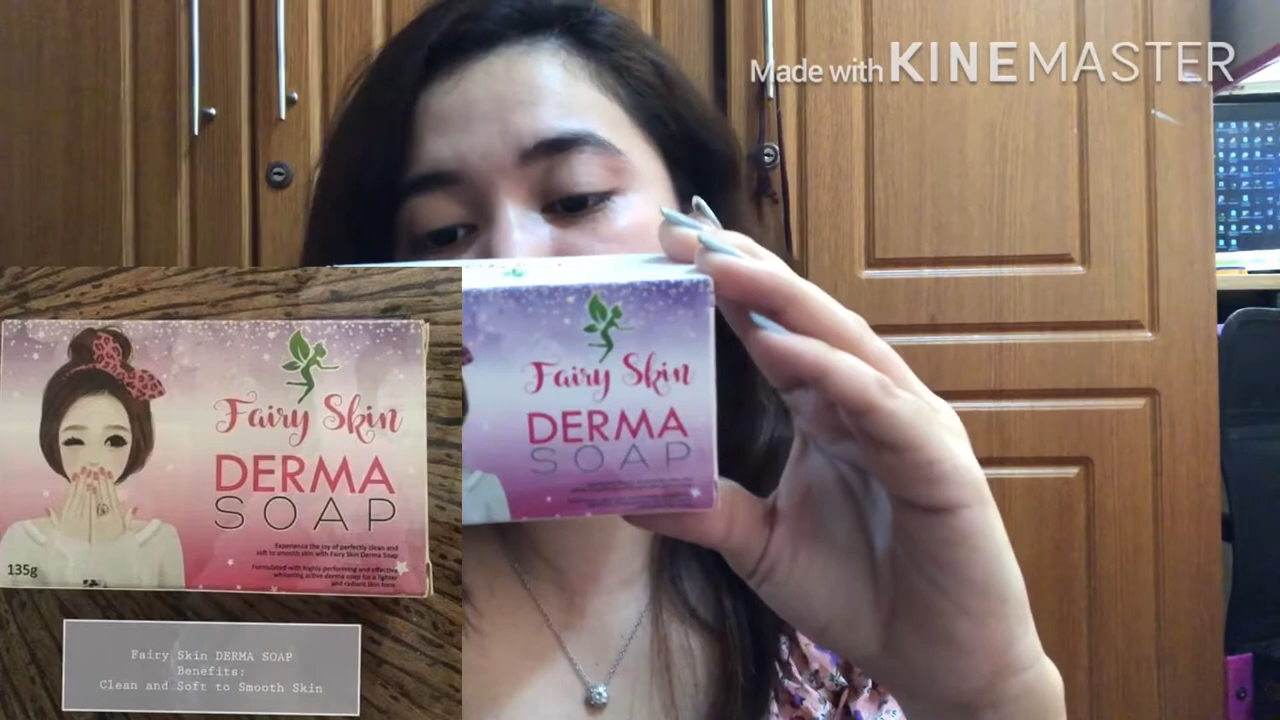 Made with KINEMASTER
Fairy Skin
DERMA
SOAP
Experience the joy of perfectly clean and
soft to smooth skin with Fairy Skin Derma Soap
Formulated with highly performing and effective
whitening active derma soap for a lighter
and radiant skin tone.
135g
Fairy Skin
DERMA
SOAP
Fairy Skin DERMA SOAP
Benefits:
Clean and Soft to Smooth Skin